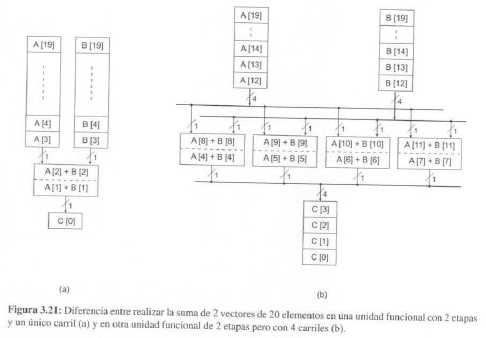 A [19]
B [19]
A [4]
B [4]
A [3]
B [3]
1
1
A [2] + B [2]
A [1] + B [1]
1
C [0]
(a)
A [19]
B [19]
A [14]
B [14]
A [13]
B [13]
A [12]
B [12]
4
4
1
1
1
1
1
1
1
1
A [8] + B [8]
A [9] + B [9]
A [10] + B [10]
A [11] + B [11]
A [4] + B [4]
A [5] + B [5]
A [6] + B [6]
A [7] + B [7]
1
1
1
1
4
C [3]
C [2]
C [1]
C [0]
(b)
Figura 3.21: Diferencia entre realizar la suma de 2 vectores de 20 elementos en una unidad funcional con 2 etapas
y un único carril (a) y en otra unidad funcional de 2 etapas pero con 4 carriles (b).